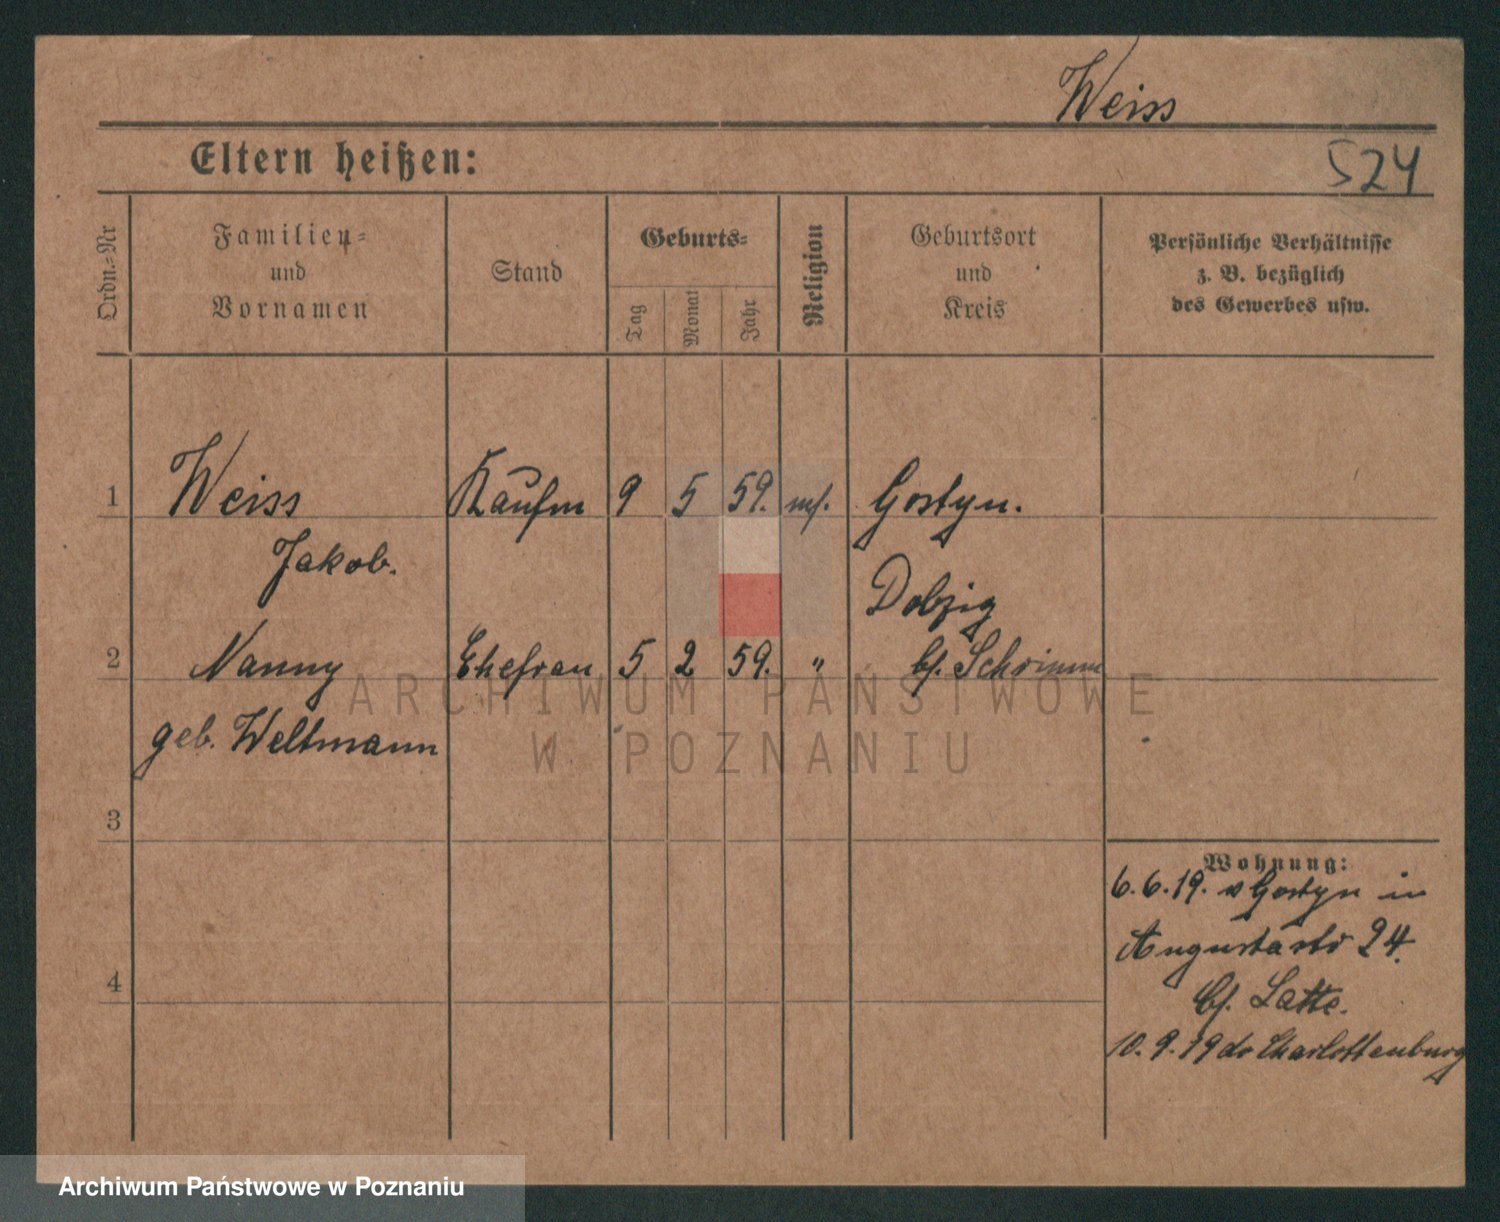 Weiss
Eltern heißen:
524
Ordn.-Nr
Familien-
und
Vornamen
Stand
Geburts-
Tag
Monat
Jahr
Religion
Geburtsort
und
Kreis
Persönliche Verhältnisse
z. B. bezüglich
des Gewerbes usw.
1 Weiss Kaufm 9 5 59. ms. Gostyn.
Jakob.
Dobzig
2 Nanny Ehefrau 5 2 59. " b/. Schrimm
geb. Weltmann
ARCHIWUM PAŃSTWOWE
W POZNANIU
3
Wohnung:
6.6.19. v Gostyn in
Augustastr 24.
b/. Latte.
4
10.9.19 do Charlottenburg
Archiwum Państwowe w Poznaniu